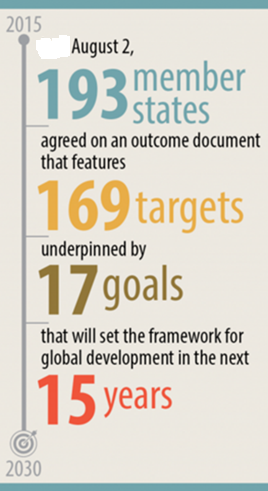 2015
August 2,
193 member
states
agreed on an outcome document
that features
169 targets
underpinned by
17 goals
that will set the framework for
global development in the next
15 years
2030